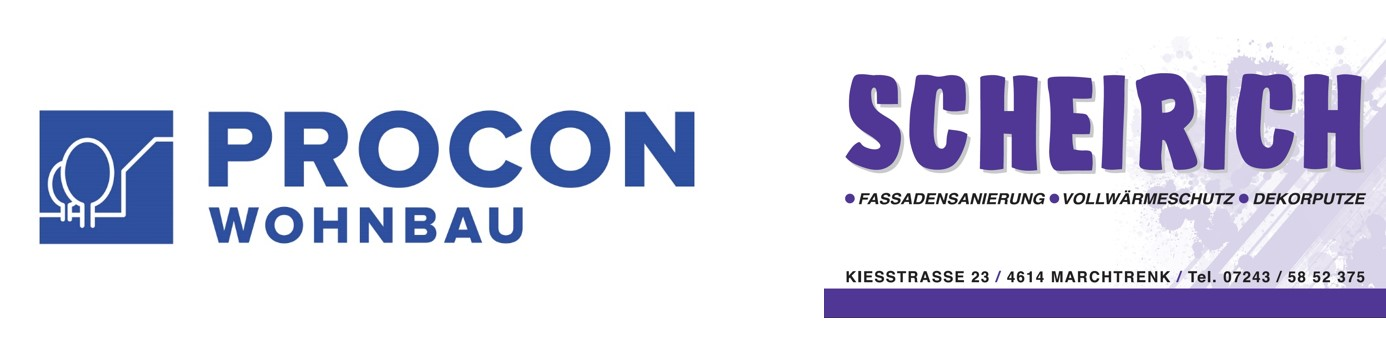 PROCON
WOHNBAU
SCHEIRICH
• FASSADENSANIERUNG • VOLLWÄRMESCHUTZ • DEKORPUTZE
KIESSTRASSE 23 / 4614 MARCHTRENK / Tel. 07243 / 58 52 375